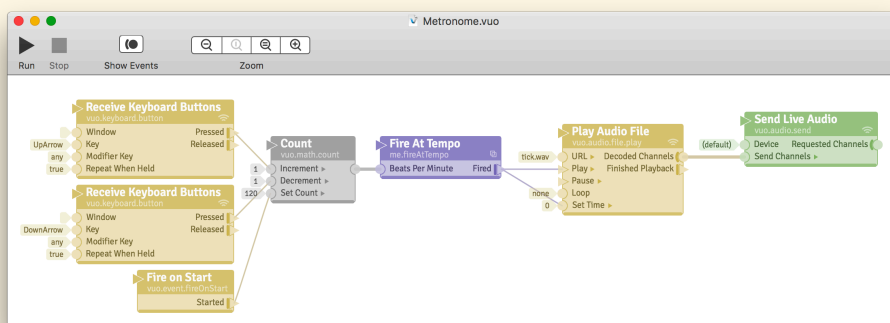 Metronome.vuo
Run Stop Show Events Zoom
Receive Keyboard Buttons
vuo.keyboard.button
Window Pressed
UpArrow Key Released
any Modifier Key
true Repeat When Held
Receive Keyboard Buttons
vuo.keyboard.button
Window Pressed
DownArrow Key Released
any Modifier Key
true Repeat When Held
Fire on Start
vuo.event.fireOnStart
Started
Count
vuo.math.count
1 Increment
1 Decrement
120 Set Count
Fire At Tempo
me.fireAtTempo
Beats Per Minute Fired
Play Audio File
vuo.audio.file.play
tick.wav URL Decoded Channels
Play Finished Playback
Pause
none Loop
0 Set Time
Send Live Audio
vuo.audio.send
(default) Device Requested Channels
Send Channels